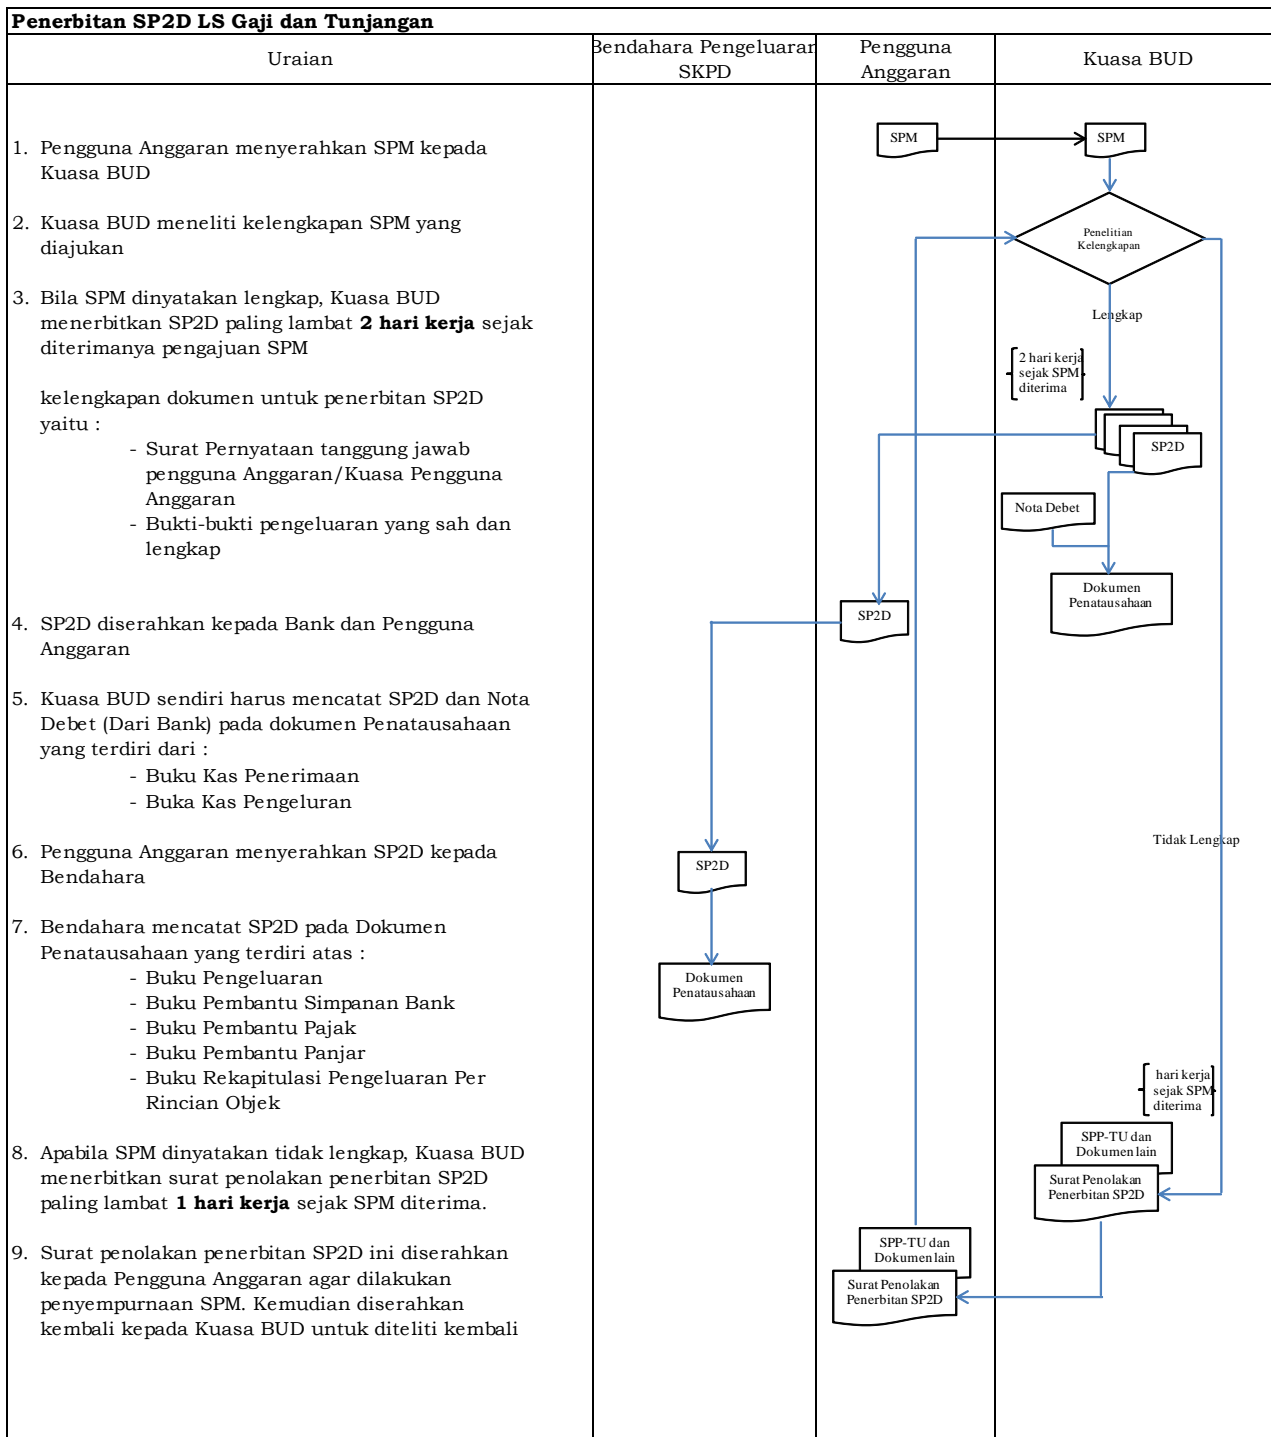 Penerbitan SP2D LS Gaji dan Tunjangan
Uraian
Bendahara Pengeluaran
SKPD
Pengguna
Anggaran
Kuasa BUD
1. Pengguna Anggaran menyerahkan SPM kepada
Kuasa BUD
2. Kuasa BUD meneliti kelengkapan SPM yang
diajukan
3. Bila SPM dinyatakan lengkap, Kuasa BUD
menerbitkan SP2D paling lambat 2 hari kerja sejak
diterimanya pengajuan SPM
kelengkapan dokumen untuk penerbitan SP2D
yaitu :
- Surat Pernyataan tanggung jawab
pengguna Anggaran/Kuasa Pengguna
Anggaran
- Bukti-bukti pengeluaran yang sah dan
lengkap
4. SP2D diserahkan kepada Bank dan Pengguna
Anggaran
5. Kuasa BUD sendiri harus mencatat SP2D dan Nota
Debet (Dari Bank) pada dokumen Penatausahaan
yang terdiri dari :
- Buku Kas Penerimaan
- Buka Kas Pengeluran
6. Pengguna Anggaran menyerahkan SP2D kepada
Bendahara
7. Bendahara mencatat SP2D pada Dokumen
Penatausahaan yang terdiri atas :
- Buku Pengeluaran
- Buku Pembantu Simpanan Bank
- Buku Pembantu Pajak
- Buku Pembantu Panjar
- Buku Rekapitulasi Pengeluaran Per
Rincian Objek
8. Apabila SPM dinyatakan tidak lengkap, Kuasa BUD
menerbitkan surat penolakan penerbitan SP2D
paling lambat 1 hari kerja sejak SPM diterima.
9. Surat penolakan penerbitan SP2D ini diserahkan
kepada Pengguna Anggaran agar dilakukan
penyempurnaan SPM. Kemudian diserahkan
kembali kepada Kuasa BUD untuk diteliti kembali
SPM
SPM
Penelitian
Kelengkapan
Lengkap
2 hari kerja
sejak SPM
diterima
SP2D
Nota Debet
Dokumen
Penatausahaan
SP2D
SP2D
Dokumen
Penatausahaan
Tidak Lengkap
hari kerja
sejak SPM
diterima
SPP-TU dan
Dokumen lain
Surat Penolakan
Penerbitan SP2D
SPP-TU dan
Dokumen lain
Surat Penolakan
Penerbitan SP2D